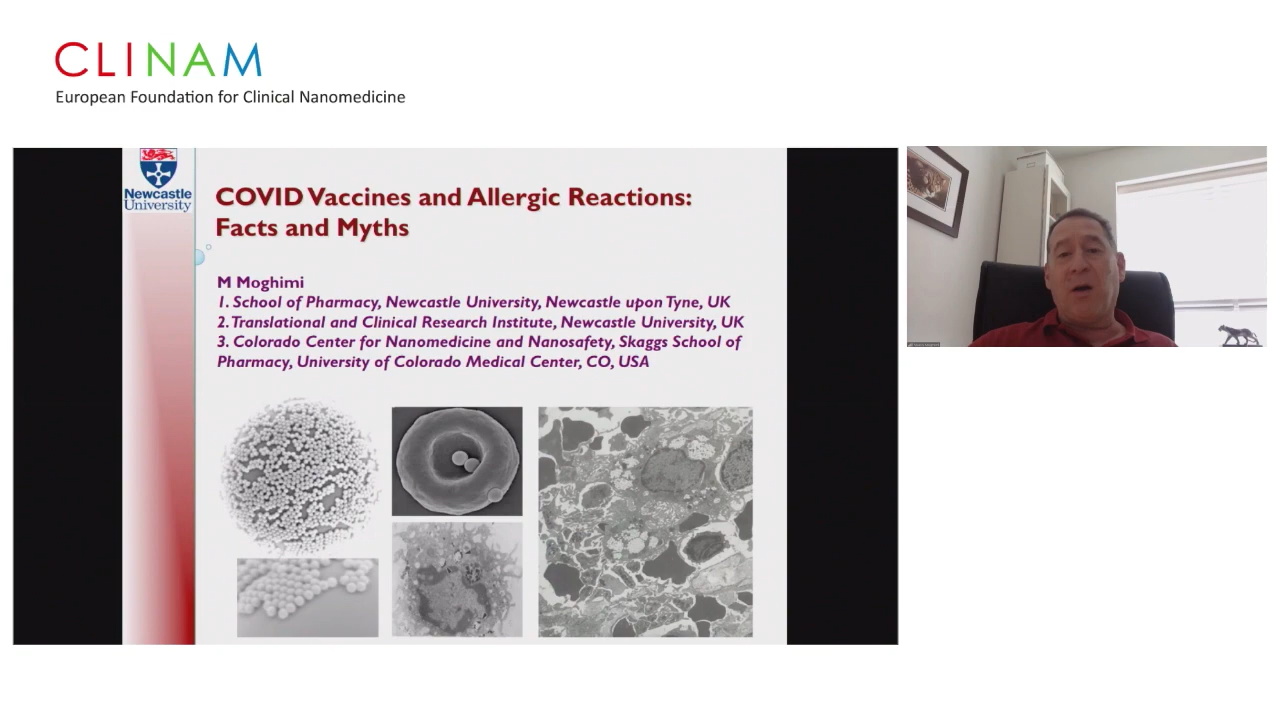 CLINAM
European Foundation for Clinical Nanomedicine
Newcastle
University
COVID Vaccines and Allergic Reactions:
Facts and Myths
M Moghimi
1. School of Pharmacy, Newcastle University, Newcastle upon Tyne, UK
2. Translational and Clinical Research Institute, Newcastle University, UK
3. Colorado Center for Nanomedicine and Nanosafety, Skaggs School of
Pharmacy, University of Colorado Medical Center, CO, USA